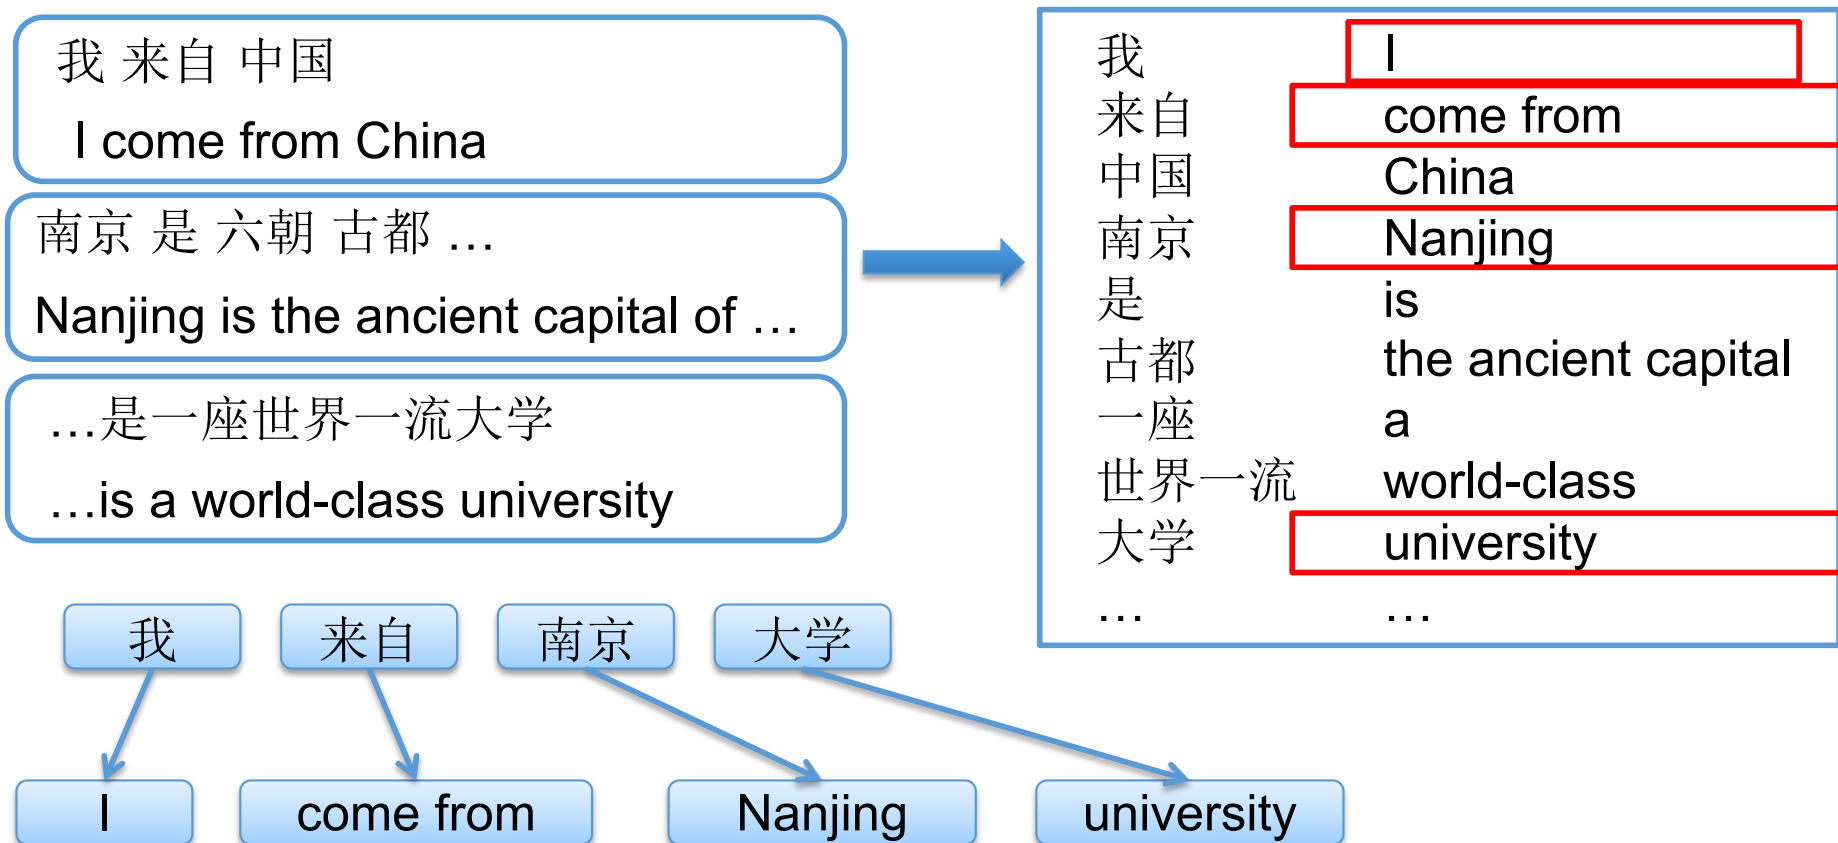 我 来自 中国
I come from China
南京 是 六朝 古都 …
Nanjing is the ancient capital of …
…是一座世界一流大学
…is a world-class university
我 I
来自 come from
中国 China
南京 Nanjing
是 is
古都 the ancient capital
一座 a
世界一流 world-class
大学 university
… …
我 来自 南京 大学
I come from Nanjing university